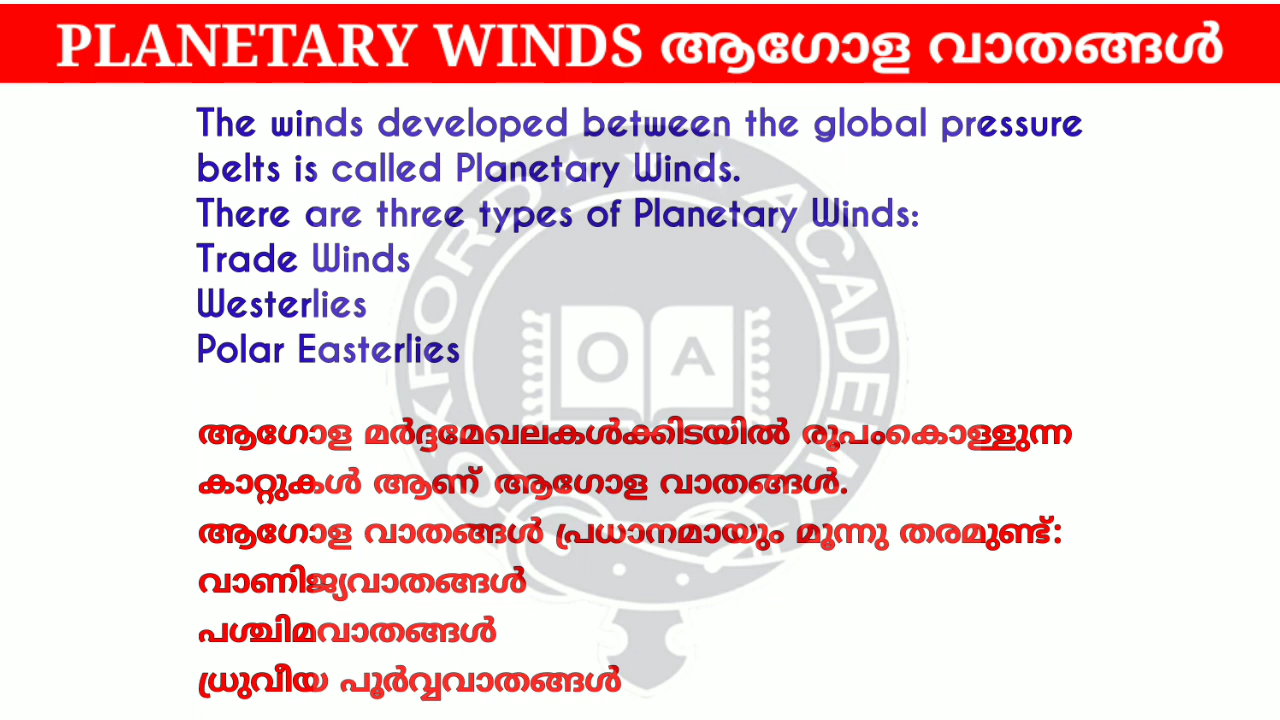 PLANETARY WINDS ആഗോള വാതങ്ങൾ
The winds developed between the global pressure
belts is called Planetary Winds.
There are three types of Planetary Winds:
Trade Winds
Westerlies
Polar Easterlies
ആഗോള മർദ്ദമേഖലകൾക്കിടയിൽ രൂപംകൊള്ളുന്ന
കാറ്റുകൾ ആണ് ആഗോള വാതങ്ങൾ.
ആഗോള വാതങ്ങൾ പ്രധാനമായും മൂന്നു തരമുണ്ട്:
വാണിജ്യവാതങ്ങൾ
പശ്ചിമവാതങ്ങൾ
ധ്രുവീയ പൂർവ്വവാതങ്ങൾ
OXFORD ACADEMY
O A